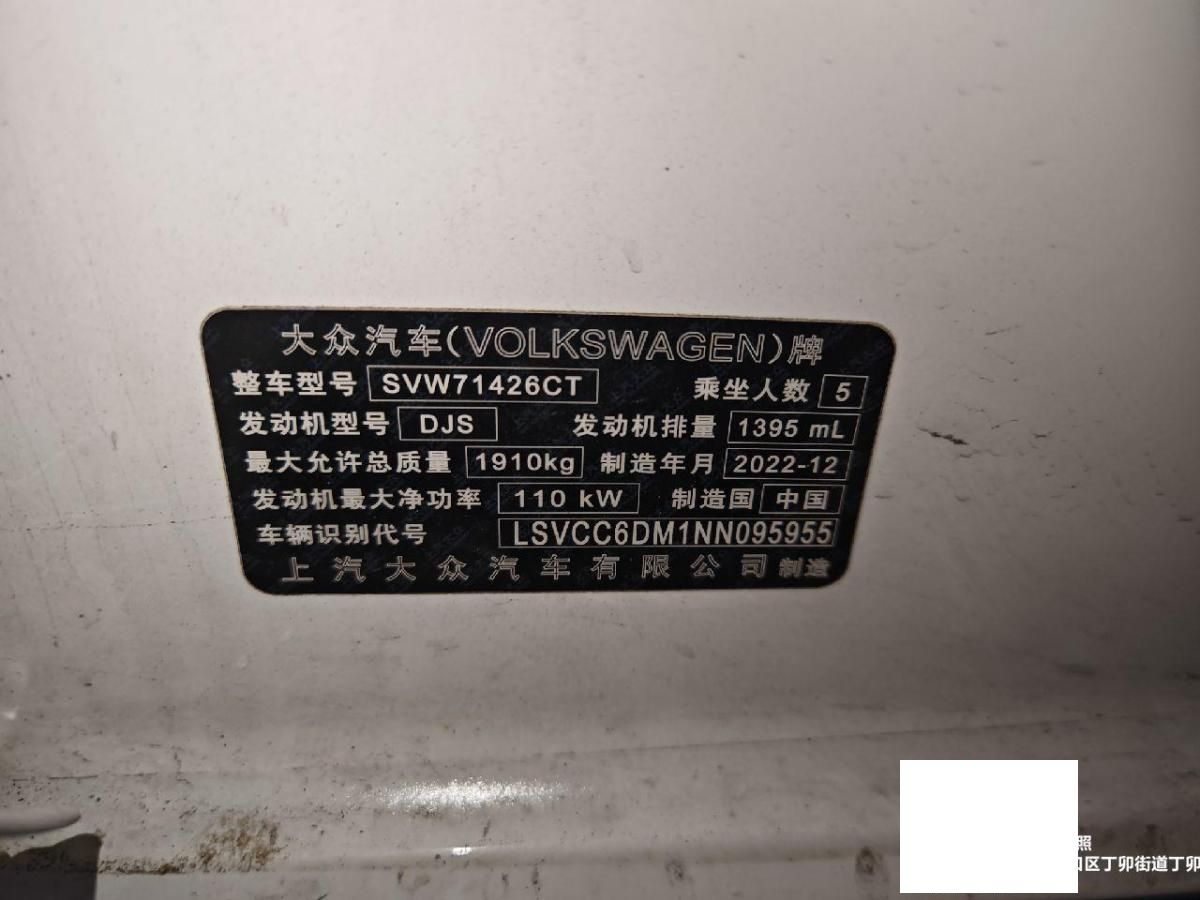 大众汽车(VOLKSWAGEN)牌
整车型号 SVW71426CT 乘坐人数 5
发动机型号 DJS 发动机排量 1395 mL
最大允许总质量 1910kg 制造年月 2022-12
发动机最大净功率 110 kW 制造国 中国
车辆识别代号 LSVCC6DM1NN095955
上汽大众汽车有限公司制造
照
口区丁卯街道丁卯